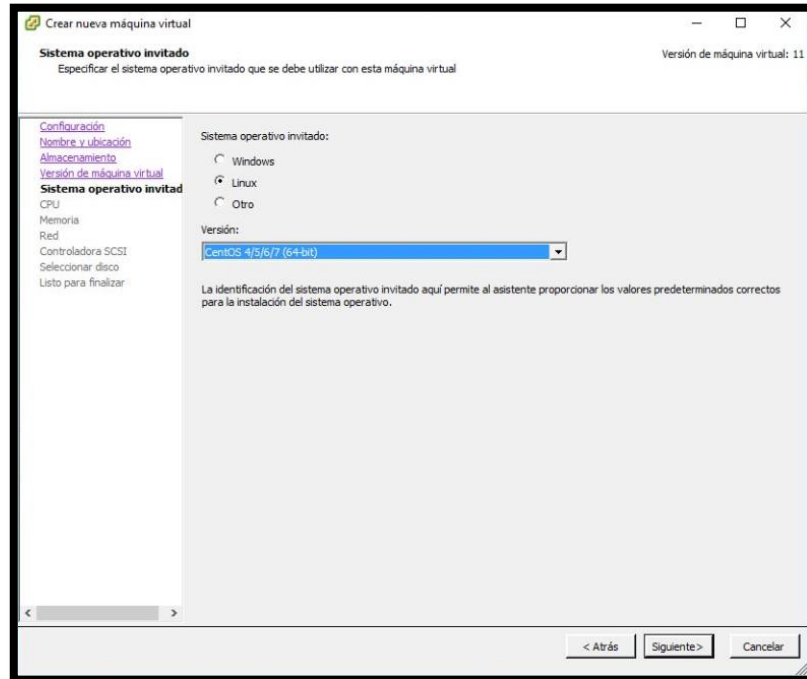 Crear nueva máquina virtual
Sistema operativo invitado
Especificar el sistema operativo invitado que se debe utilizar con esta máquina virtual
Versión de máquina virtual: 11
Configuración
Nombre y ubicación
Almacenamiento
Versión de máquina virtual
Sistema operativo invitad
CPU
Memoria
Red
Controladora SCSI
Seleccionar disco
Listo para finalizar
Sistema operativo invitado:
Windows
Linux
Otro
Versión:
CentOS 4/5/6/7 (64-bit)
La identificación del sistema operativo invitado aquí permite al asistente proporcionar los valores predeterminados correctos
para la instalación del sistema operativo.
< Atrás
Siguiente >
Cancelar